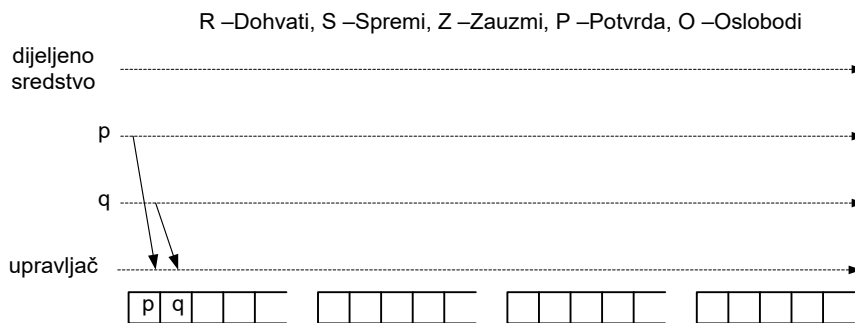 R –Dohvati, S –Spremi, Z –Zauzmi, P –Potvrda, O –Oslobodi
dijeljeno
sredstvo
p
q
upravljač
p q